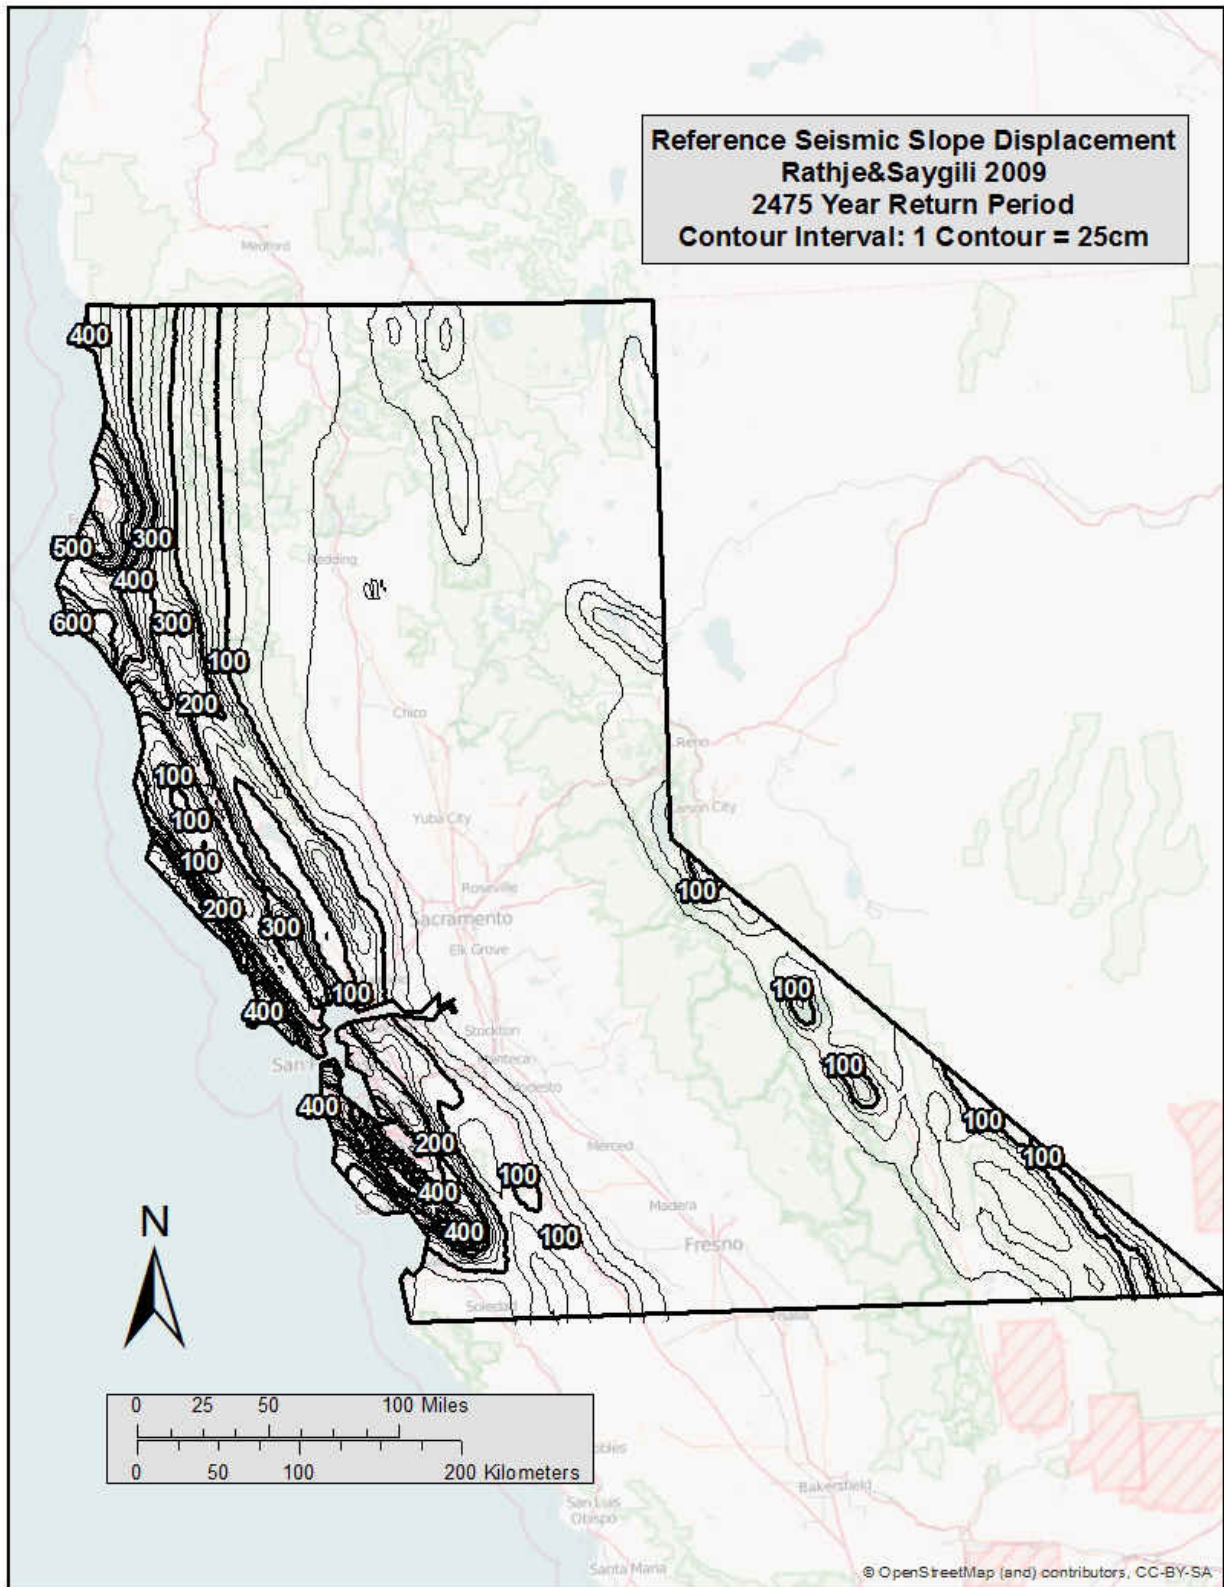 Reference Seismic Slope Displacement
Rathje&Saygili 2009
2475 Year Return Period
Contour Interval: 1 Contour = 25cm
Medford
400
500
300
Redding
400
600
300
100
200
Chico
Reno
100
Carson City
100
Yuba City
100
100
200
Roseville
Sacramento
300
Elk Grove
100
100
400
Stockton
Manteca
San F
Modesto
100
400
100
200
Merced
100
400
100
Madera
400
100
Fresno
N
Soledad
0 25 50 100 Miles
0 50 100 200 Kilometers
obles
Bakersfield
San Luis
Obispo
Santa Maria
© OpenStreetMap (and) contributors, CC-BY-SA